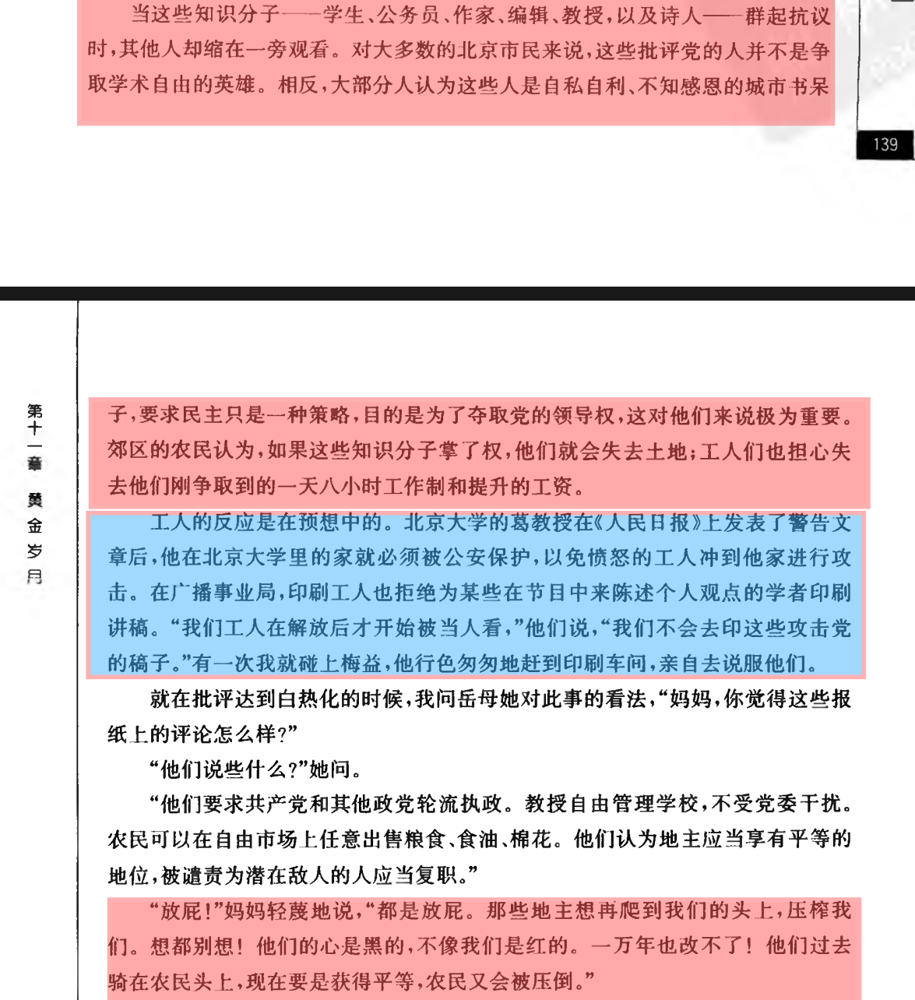 当这些知识分子——学生、公务员、作家、编辑、教授,以及诗人——群起抗议
时,其他人却缩在一旁观看。对大多数的北京市民来说,这些批评党的人并不是争
取学术自由的英雄。相反,大部分人认为这些人是自私自利、不知感恩的城市书呆
139
第十一章 黄金岁月
子,要求民主只是一种策略,目的是为了夺取党的领导权,这对他们来说极为重要。
郊区的农民认为,如果这些知识分子掌了权,他们就会失去土地;工人们也担心失
去他们刚争取到的一天八小时工作制和提升的工资。
工人的反应是在预想中的。北京大学的葛教授在《人民日报》上发表了警告文
章后,他在北京大学里的家就必须被公安保护,以免愤怒的工人冲到他家进行攻
击。在广播事业局,印刷工人也拒绝为某些在节目中来陈述个人观点的学者印刷
讲稿。“我们工人在解放后才开始被当人看,”他们说,“我们不会去印这些攻击党
的稿子。”有一次我就碰上梅益,他行色匆匆地赶到印刷车间,亲自去说服他们。
就在批评达到白热化的时候,我问岳母她对此事的看法,“妈妈,你觉得这些报
纸上的评论怎么样?”
“他们说些什么?”她问。
“他们要求共产党和其他政党轮流执政。教授自由管理学校,不受党委干扰。
农民可以在自由市场上任意出售粮食、食油、棉花。他们认为地主应当享有平等的
地位,被谴责为潜在敌人的人应当复职。”
“放屁!”妈妈轻蔑地说,“都是放屁。那些地主想再爬到我们的头上,压榨我
们。想都别想!他们的心是黑的,不像我们是红的。一万年也改不了!他们过去
骑在农民头上,现在要是获得平等,农民又会被压倒。”